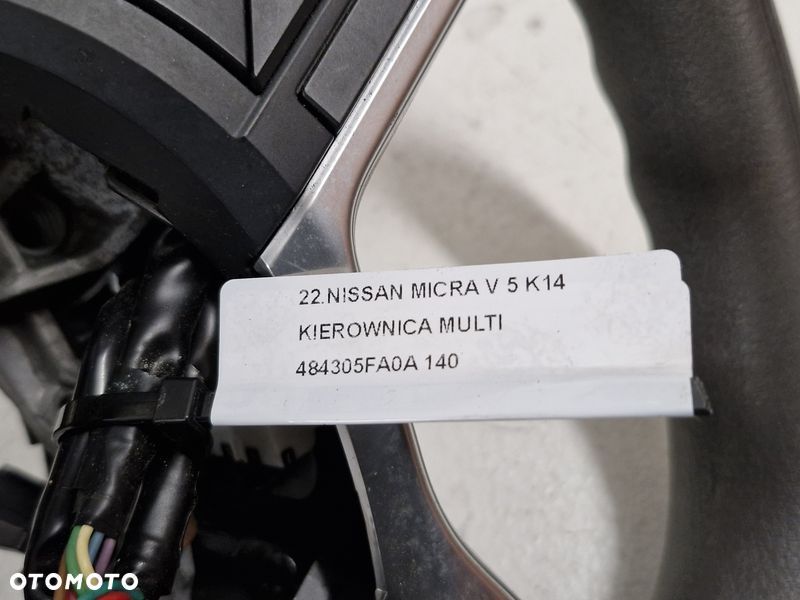 22.NISSAN MICRA V 5 K14
KIEROWNICA MULTI
484305FA0A 140
OTOMOTO